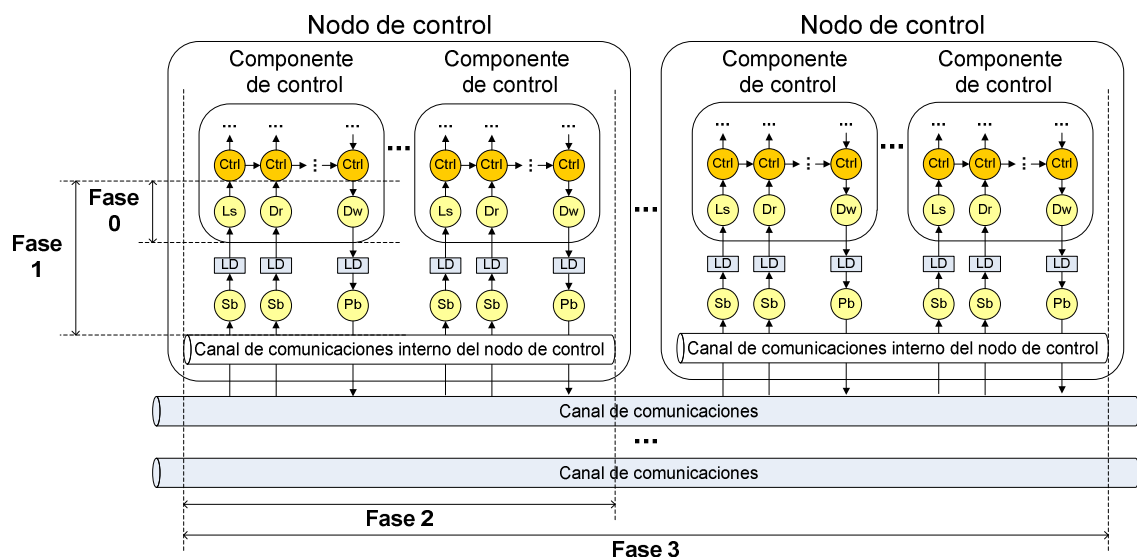 Nodo de control
Nodo de control
Componente
de control
Componente
de control
Componente
de control
Componente
de control
... ... ... ... ... ... ... ... ... ... ... ...
... ...
Ctrl Ctrl ... Ctrl Ctrl Ctrl ... Ctrl Ctrl Ctrl ... Ctrl Ctrl Ctrl ... Ctrl
Fase
0
Ls Dr Dw Ls Dr Dw ... Ls Dr Dw Ls Dr Dw
Fase
1
LD LD LD LD LD LD LD LD LD LD LD LD
Sb Sb Pb Sb Sb Pb Sb Sb Pb Sb Sb Pb
Canal de comunicaciones interno del nodo de control
Canal de comunicaciones interno del nodo de control
Canal de comunicaciones
...
Canal de comunicaciones
Fase 2
Fase 3